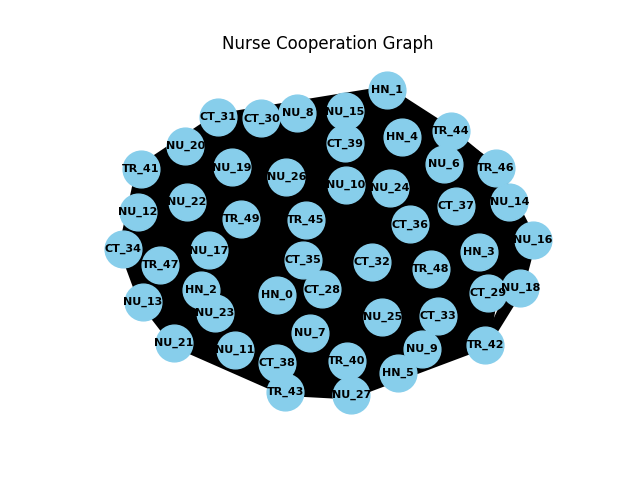 Nurse Cooperation Graph
HN_1
CT_31
CT_30
NU_8
NU_15
TR_44
HN_4
CT_39
NU_20
NU_6
NU_19
TR_41
TR_46
NU_26
NU_10
NU_24
NU_22
NU_14
CT_37
NU_12
TR_49
TR_45
CT_36
NU_16
CT_34
NU_17
HN_3
CT_35
CT_32
TR_47
TR_48
NU_18
HN_2
CT_28
CT_29
HN_0
NU_13
NU_23
CT_33
NU_25
NU_7
NU_21
TR_42
NU_11
NU_9
TR_40
CT_38
HN_5
TR_43
NU_27